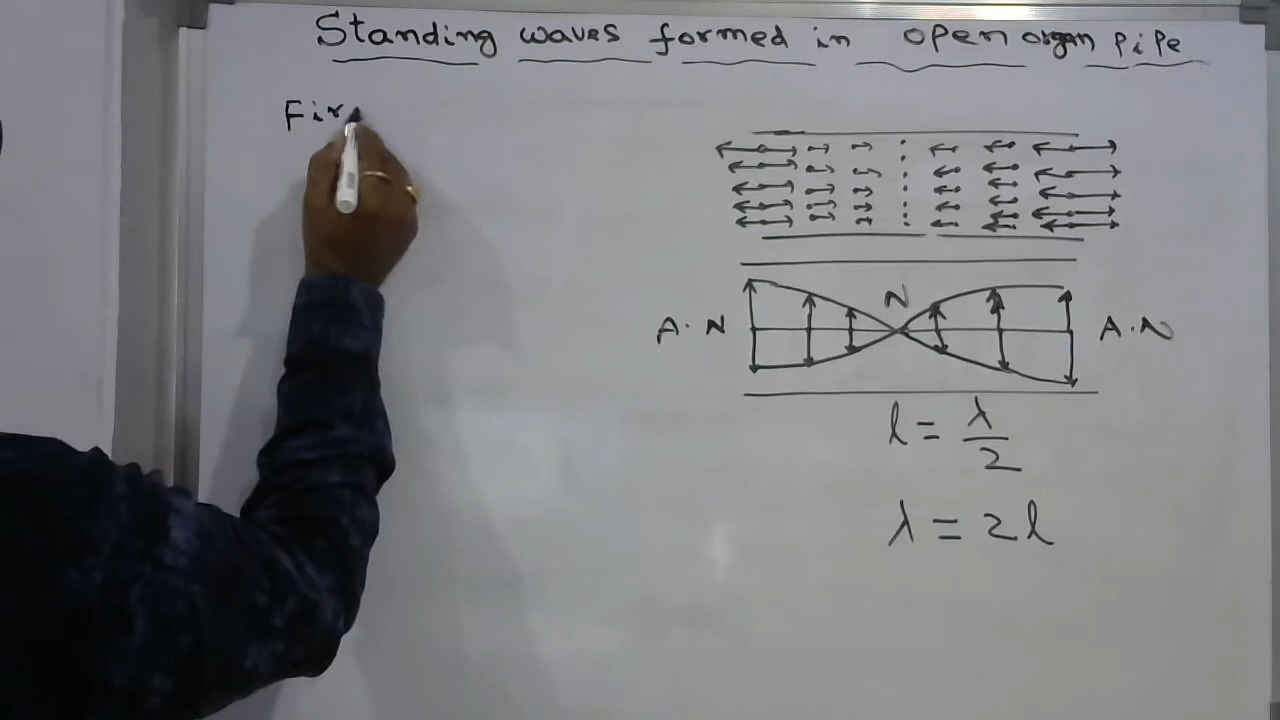 Standing waves formed in open organ pipe
Fir
N
A.N A.N
l = λ/2
λ = 2l